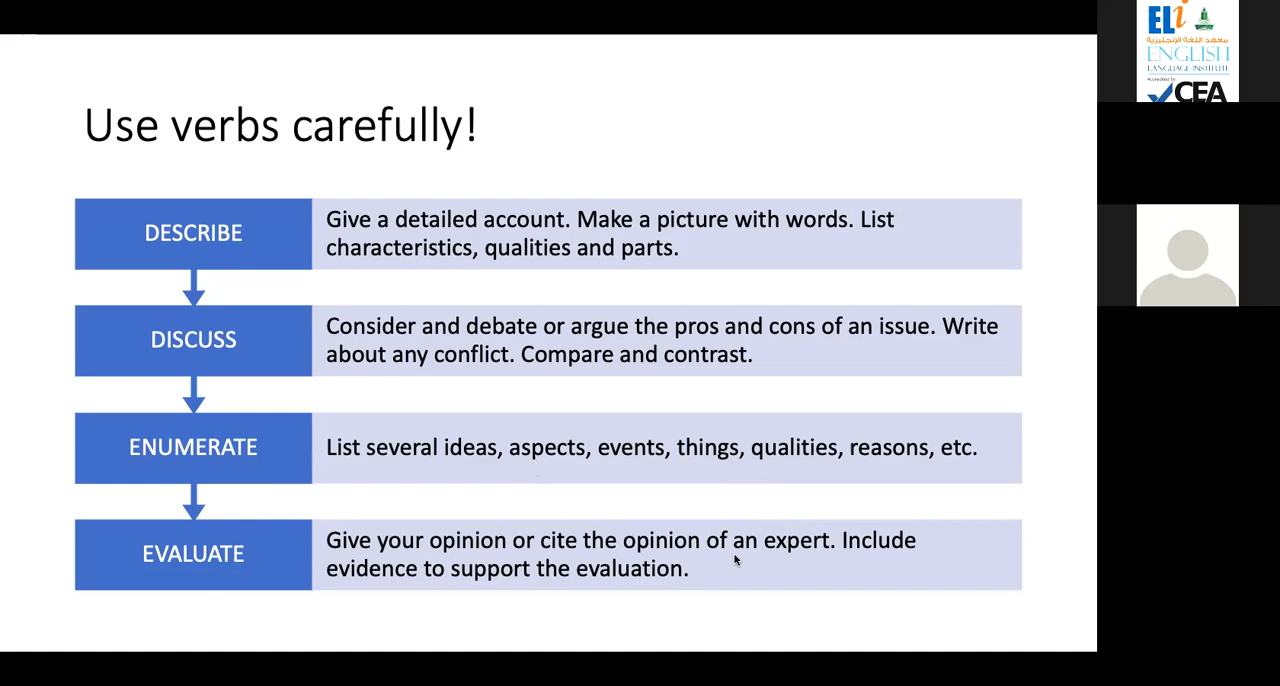 Use verbs carefully!
DESCRIBE
Give a detailed account. Make a picture with words. List
characteristics, qualities and parts.
DISCUSS
Consider and debate or argue the pros and cons of an issue. Write
about any conflict. Compare and contrast.
ENUMERATE
List several ideas, aspects, events, things, qualities, reasons, etc.
EVALUATE
Give your opinion or cite the opinion of an expert. Include
evidence to support the evaluation.
ELi
معهد اللغة الإنجليزية
ENGLISH
LANGUAGE INSTITUTE
Accredited by
CEA